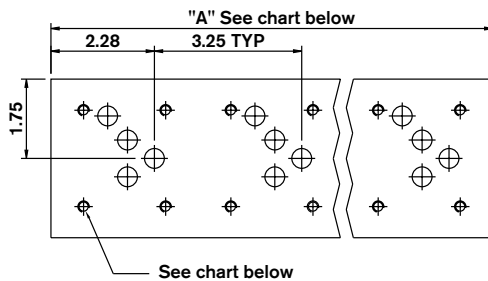 "A" See chart below
2.28
3.25 TYP
1.75
See chart below